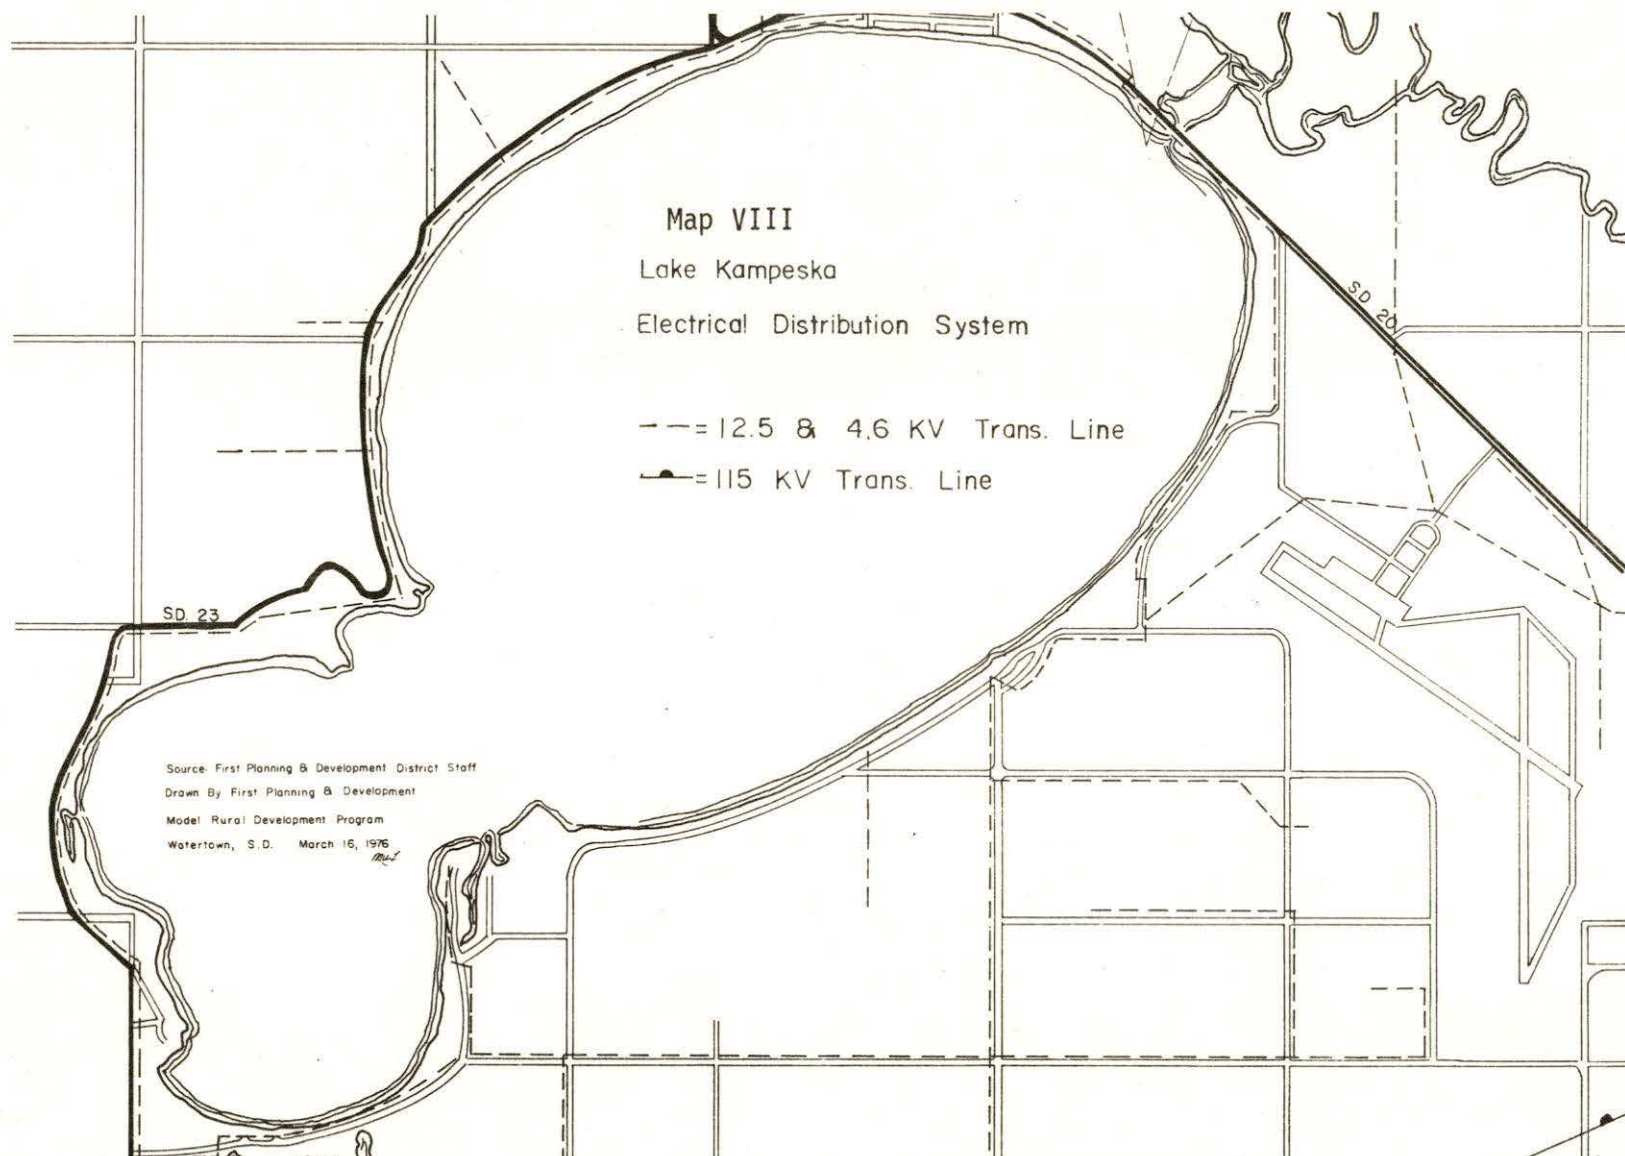 Map VIII
Lake Kampeska
Electrical Distribution System
S.D. 20
= 12.5 & 4.6 KV Trans. Line
= 115 KV Trans. Line
S.D. 23
Source: First Planning & Development District Staff
Drawn By First Planning & Development
Model Rural Development Program
Watertown, S.D. March 16, 1976